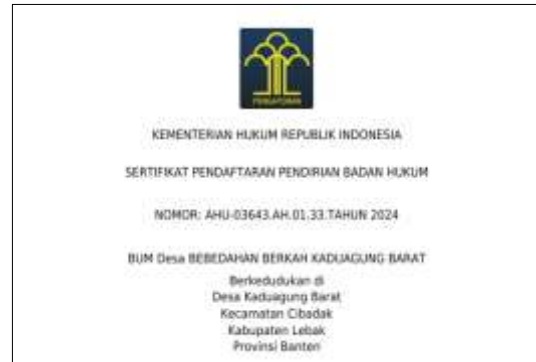 PENGAYOMAN
KEMENTERIAN HUKUM REPUBLIK INDONESIA
SERTIFIKAT PENDAFTARAN PENDIRIAN BADAN HUKUM
NOMOR: AHU-03643.AH.01.33.TAHUN 2024
BUM Desa BEBEDAHAN BERKAH KADUAGUNG BARAT
Berkedudukan di
Desa Kaduagung Barat
Kecamatan Cibadak
Kabupaten Lebak
Provinsi Banten